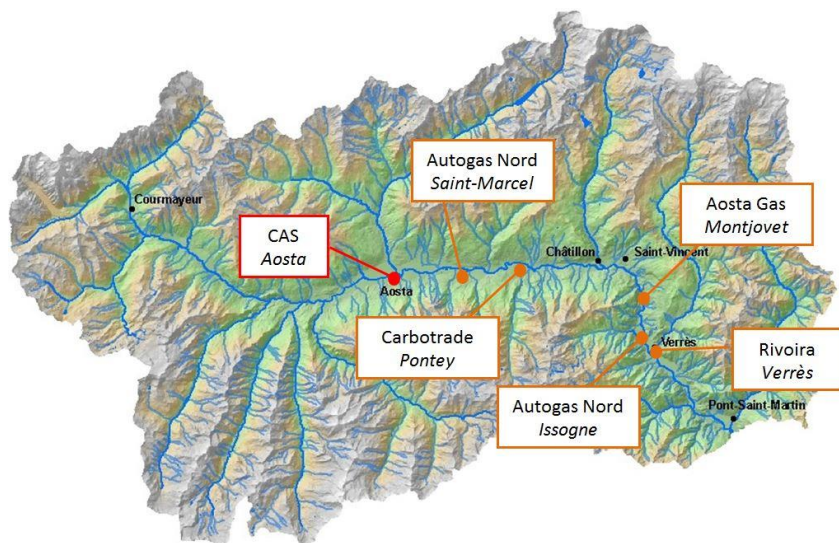 Autogas Nord
Saint-Marcel
Courmayeur
Aosta Gas
Montjovet
CAS
Aosta
Châtillon
Saint-Vincent
Aosta
Carbotrade
Pontey
Verrès
Rivoira
Verrès
Autogas Nord
Issogne
Pont-Saint-Martin